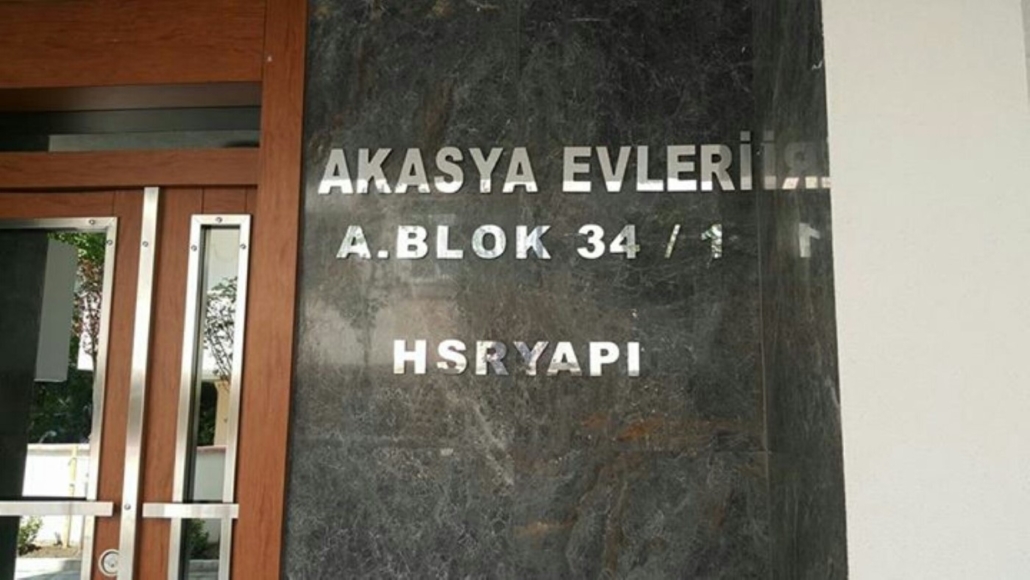 AKASYA EVLERİ
A.BLOK 34 / 1
HSRYAPI